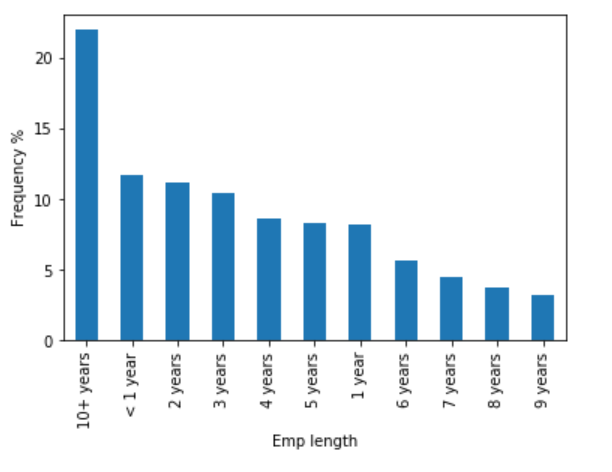 Frequency %
20
15
10
5
0
10+ years
< 1 year
2 years
3 years
4 years
5 years
1 year
6 years
7 years
8 years
9 years
Emp length